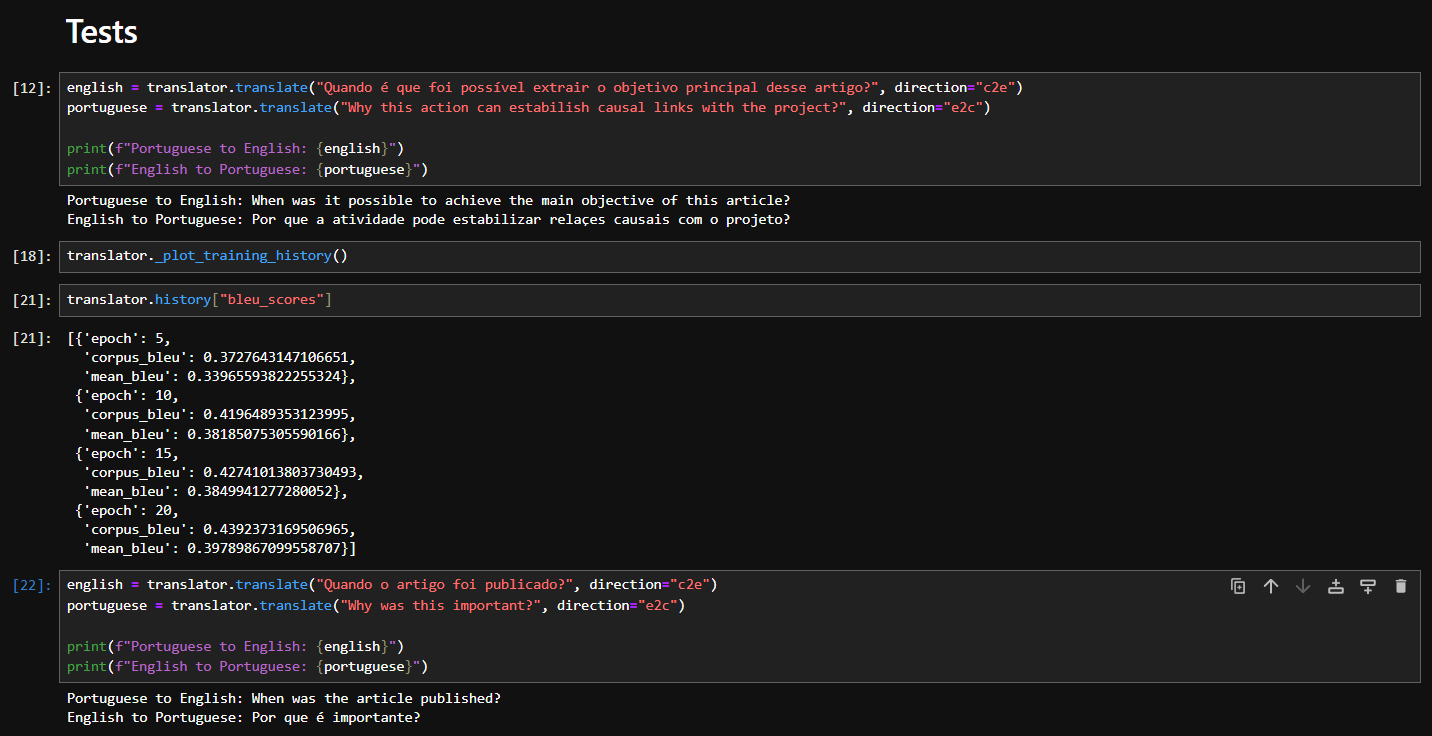 Tests
[12]: english = translator.translate("Quando é que foi possível extrair o objetivo principal desse artigo?", direction="c2e")
portuguese = translator.translate("Why this action can estabilish causal links with the project?", direction="e2c")
print(f"Portuguese to English: {english}")
print(f"English to Portuguese: {portuguese}")
Portuguese to English: When was it possible to achieve the main objective of this article?
English to Portuguese: Por que a atividade pode estabilizar relaçes causais com o projeto?
[18]: translator._plot_training_history()
[21]: translator.history["bleu_scores"]
[21]: [{'epoch': 5,
'corpus_bleu': 0.3727643147106651,
'mean_bleu': 0.33965593822255324},
{'epoch': 10,
'corpus_bleu': 0.4196489353123995,
'mean_bleu': 0.38185075305590166},
{'epoch': 15,
'corpus_bleu': 0.42741013803730493,
'mean_bleu': 0.3849941277280052},
{'epoch': 20,
'corpus_bleu': 0.4392373169506965,
'mean_bleu': 0.39789867099558707}]
[22]: english = translator.translate("Quando o artigo foi publicado?", direction="c2e")
portuguese = translator.translate("Why was this important?", direction="e2c")
print(f"Portuguese to English: {english}")
print(f"English to Portuguese: {portuguese}")
Portuguese to English: When was the article published?
English to Portuguese: Por que é importante?